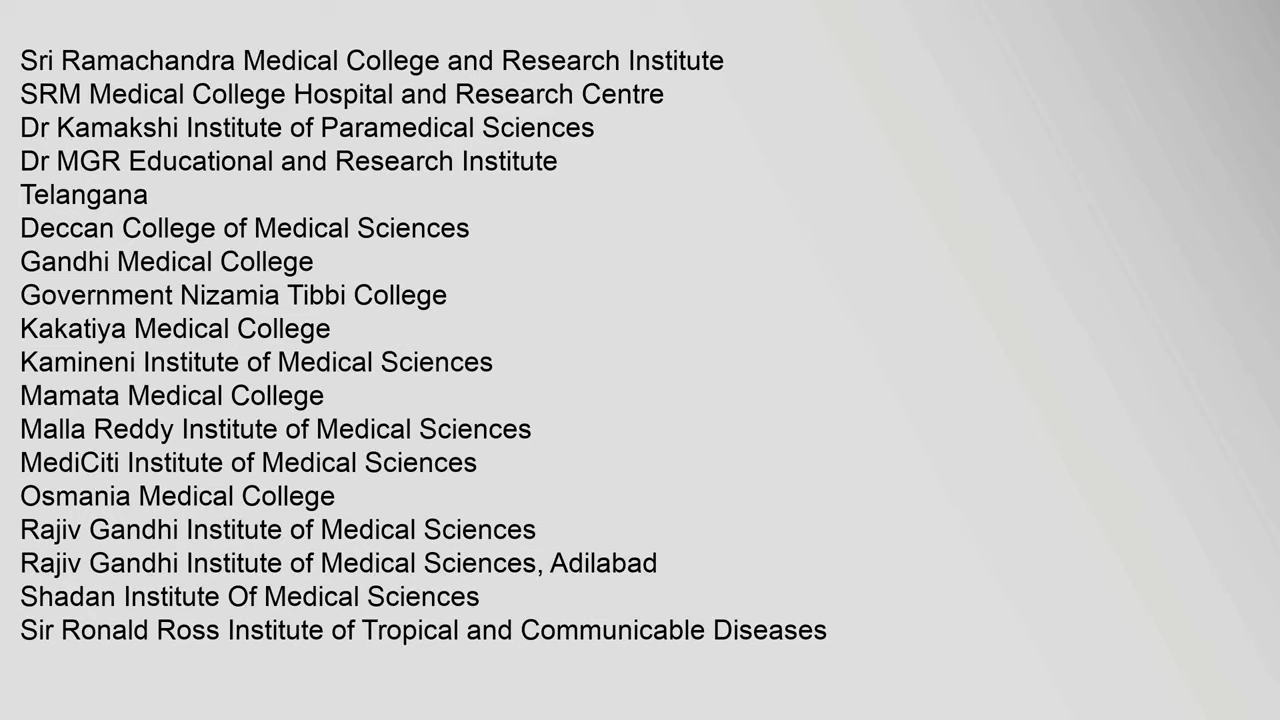 Sri Ramachandra Medical College and Research Institute
SRM Medical College Hospital and Research Centre
Dr Kamakshi Institute of Paramedical Sciences
Dr MGR Educational and Research Institute
Telangana
Deccan College of Medical Sciences
Gandhi Medical College
Government Nizamia Tibbi College
Kakatiya Medical College
Kamineni Institute of Medical Sciences
Mamata Medical College
Malla Reddy Institute of Medical Sciences
MediCiti Institute of Medical Sciences
Osmania Medical College
Rajiv Gandhi Institute of Medical Sciences
Rajiv Gandhi Institute of Medical Sciences, Adilabad
Shadan Institute Of Medical Sciences
Sir Ronald Ross Institute of Tropical and Communicable Diseases